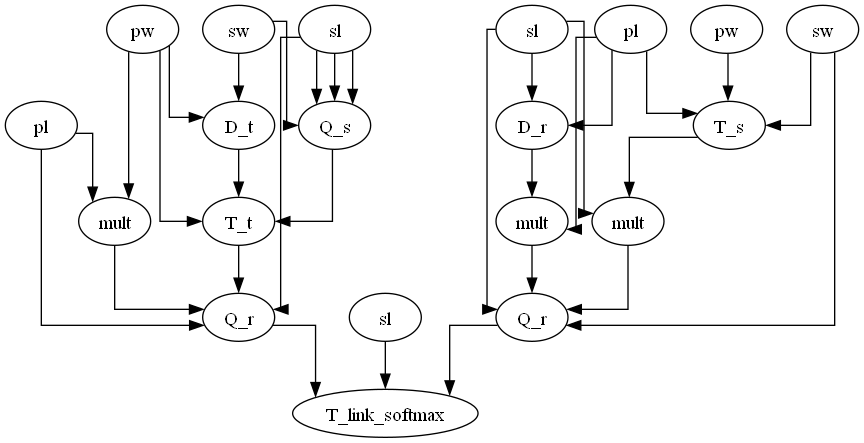 pw sw sl sl pl pw sw
pl D_t Q_s D_r T_s
mult T_t mult mult
Q_r sl Q_r
T_link_softmax